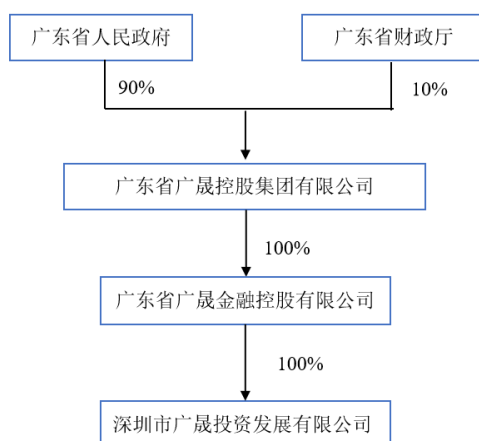 广东省人民政府
广东省财政厅
90%
10%
广东省广晟控股集团有限公司
100%
广东省广晟金融控股有限公司
100%
深圳市广晟投资发展有限公司